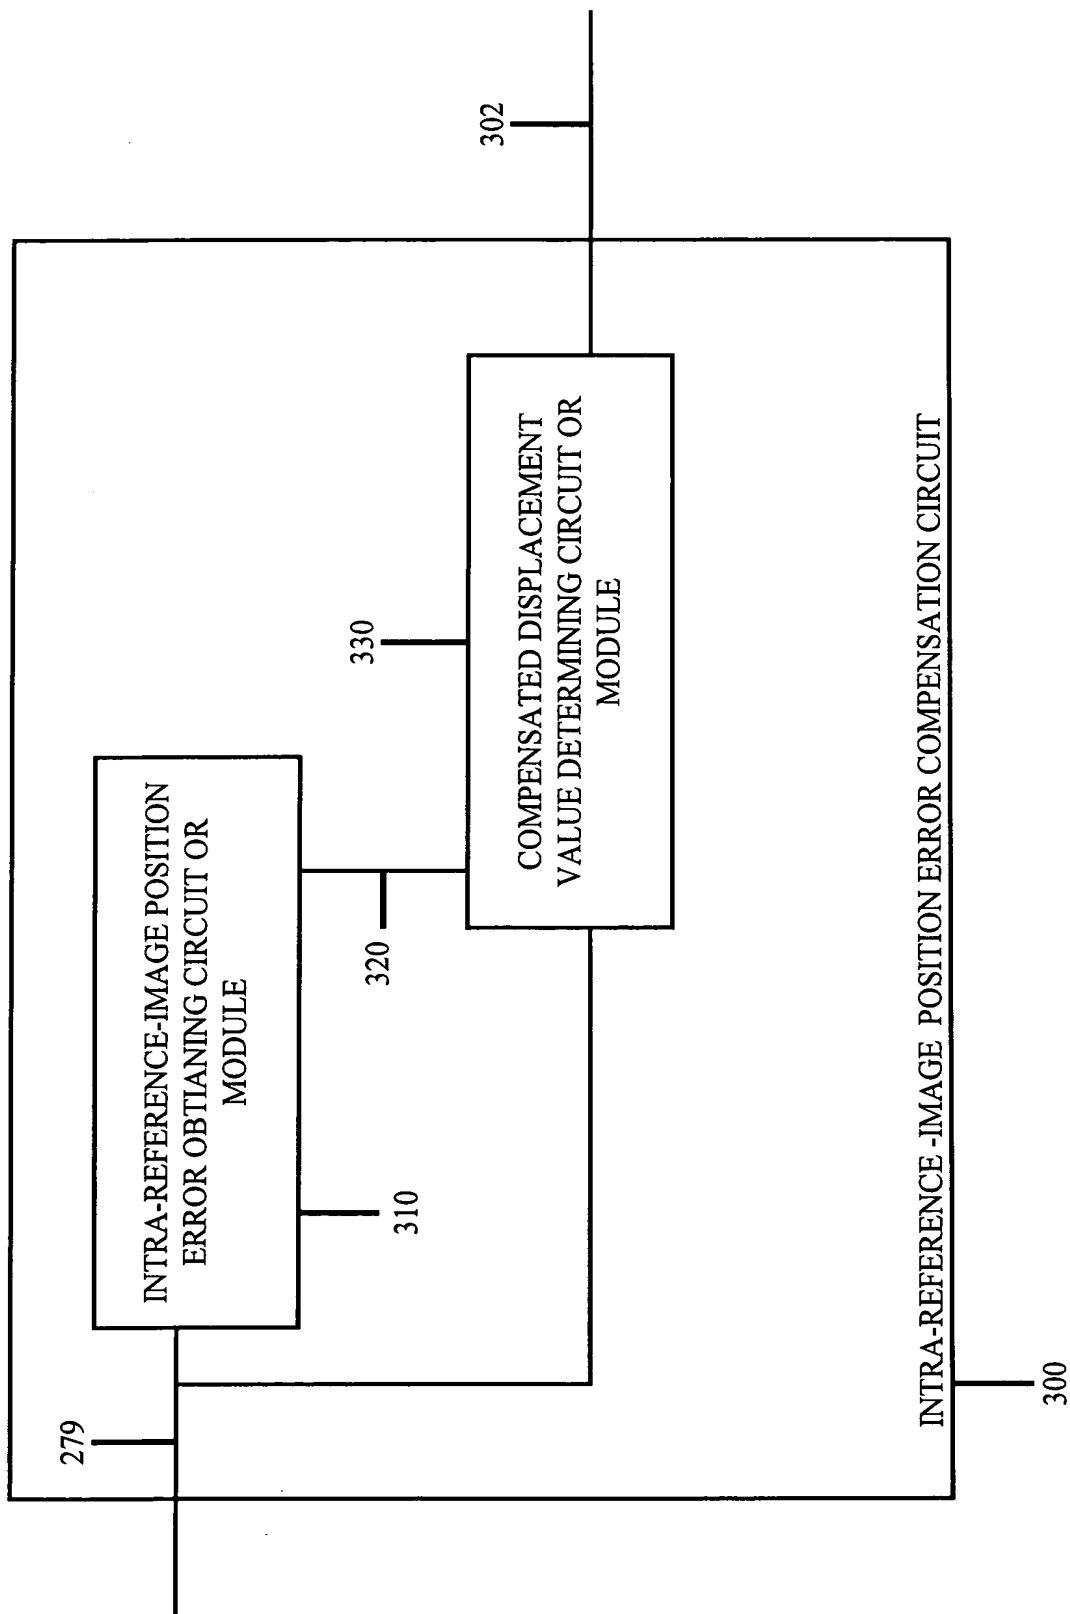 279
INTRA-REFERENCE-IMAGE POSITION
ERROR OBTIANING CIRCUIT OR
MODULE
310
320
330
COMPENSATED DISPLACEMENT
VALUE DETERMINING CIRCUIT OR
MODULE
302
INTRA-REFERENCE -IMAGE POSITION ERROR COMPENSATION CIRCUIT
300